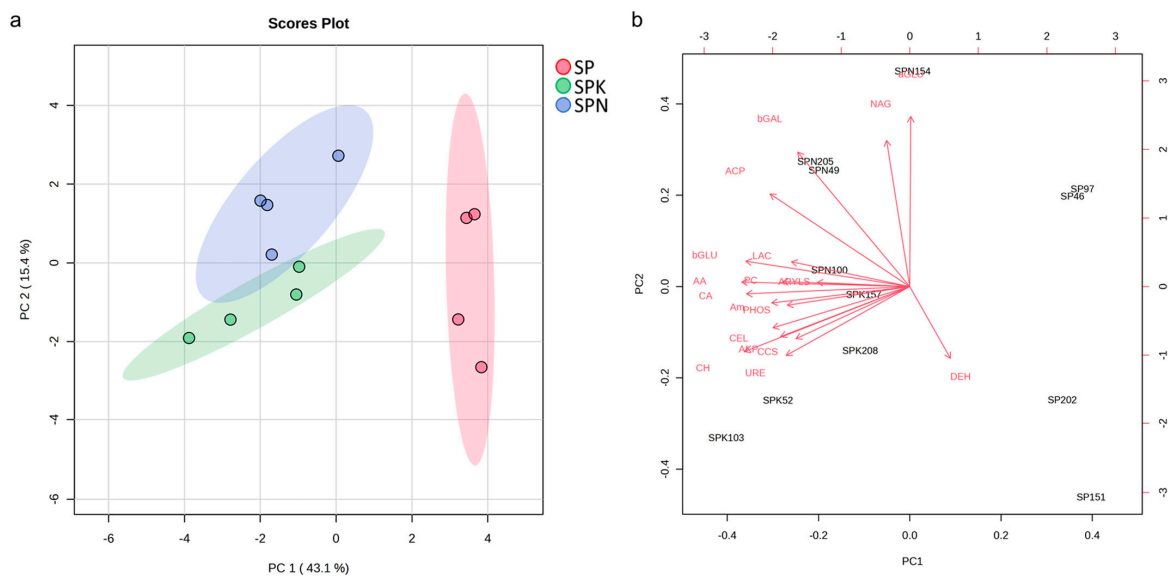 a
Scores Plot
SP
SPK
SPN
PC 2 ( 15.4 %)
4
2
0
-2
-4
-6
-6
-4
-2
0
2
4
PC 1 ( 43.1 %)
b
-3
-2
-1
0
1
2
3
SPN154
NAG
bGAL
SPN205
SPN49
ACP
SP97
SP46
bGLU
LAC
SPN100
AA
PC
CA
SPK157
Am
PHOS
CEL
CCS
SPK208
CH
URE
DEH
SPK52
SP202
SPK103
SP151
PC2
0.4
0.2
0.0
-0.2
-0.4
3
2
1
0
-1
-2
-3
-0.4
-0.2
0.0
0.2
0.4
PC1